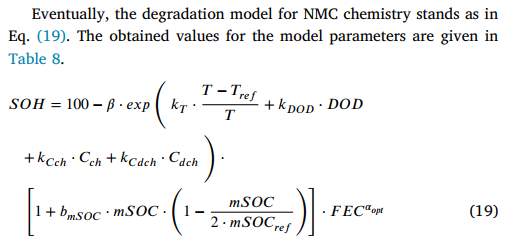 Eventually, the degradation model for NMC chemistry stands as in
Eq. (19). The obtained values for the model parameters are given in
Table 8.
SOH = 100 − β · exp ( k_T · (T − T_ref) / T + k_DOD · DOD
+ k_Cch · C_ch + k_Cdch · C_dch ) ·
[ 1 + b_mSOC · mSOC · ( 1 − mSOC / (2 · mSOC_ref) ) ] · FEC^α_opt (19)